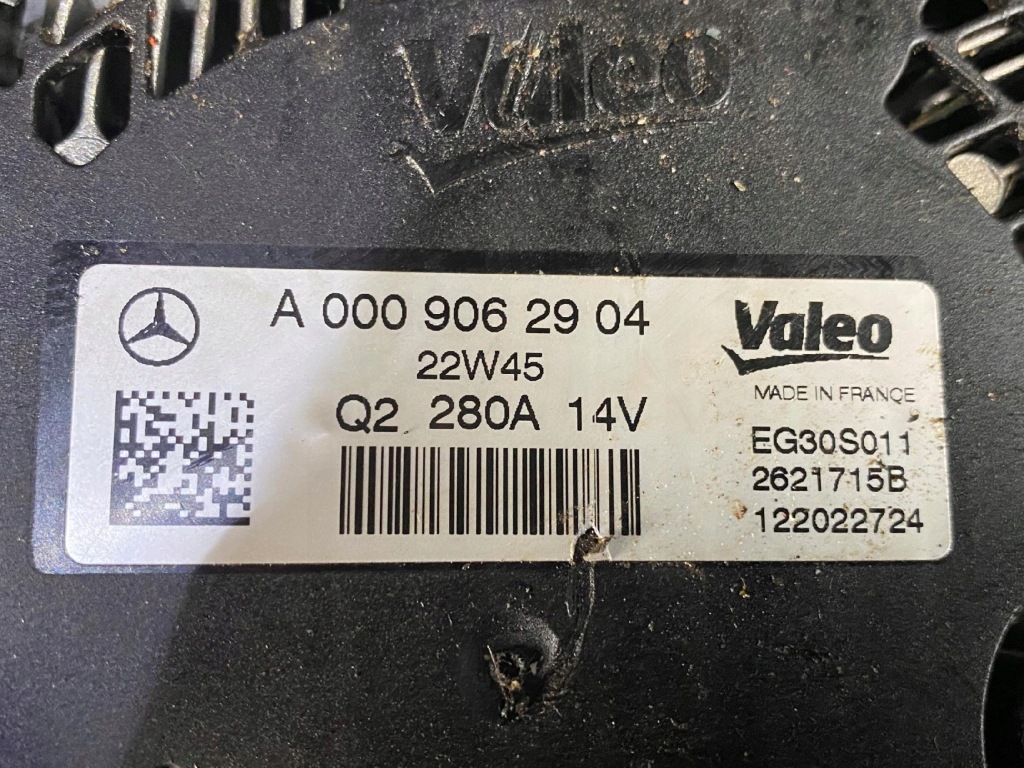 Valeo
A 000 906 29 04
22W45
Q2 280A 14V
Valeo
MADE IN FRANCE
EG30S011
2621715B
122022724